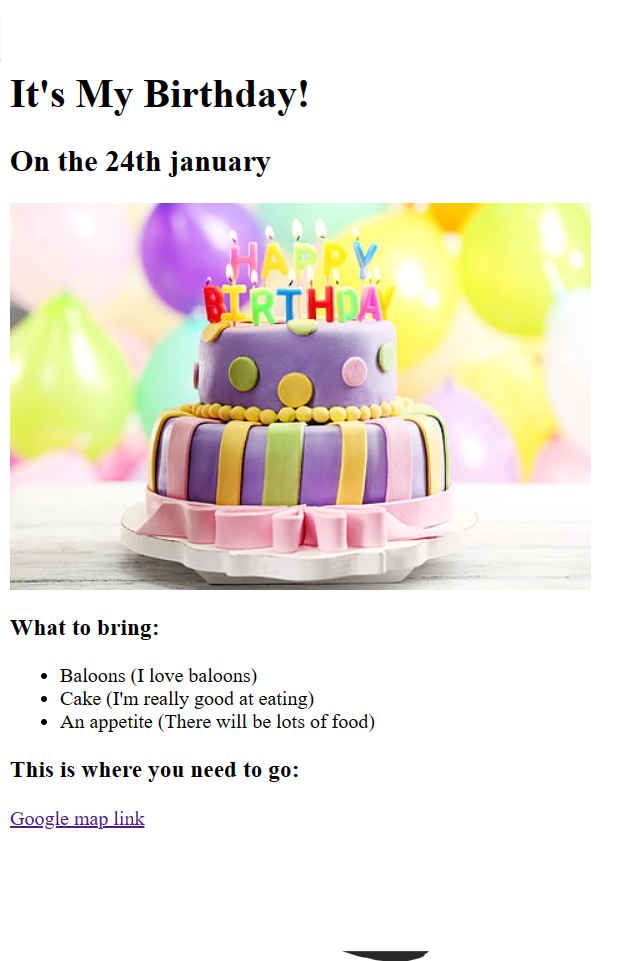 It's My Birthday!
On the 24th january
HAPPY
BIRTHDAY
What to bring:
Baloons (I love baloons)
Cake (I'm really good at eating)
An appetite (There will be lots of food)
This is where you need to go:
Google map link